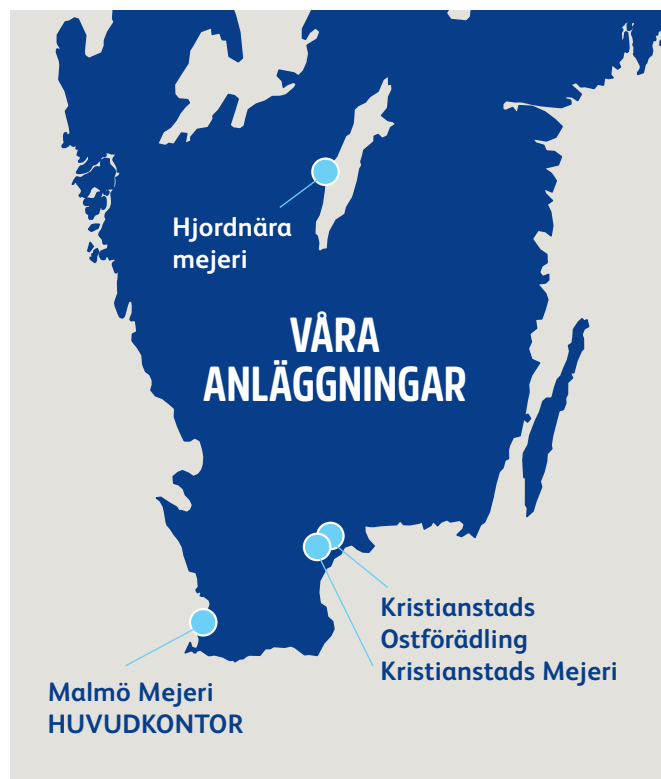 Hjordnära
mejeri
VÅRA
ANLÄGGNINGAR
Kristianstads
Ostförädling
Kristianstads Mejeri
Malmö Mejeri
HUVUDKONTOR